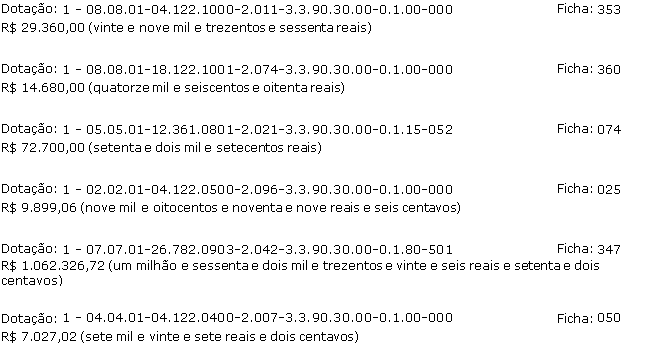 Dotação: 1 - 08.08.01-04.122.1000-2.011-3.3.90.30.00-0.1.00-000 Ficha: 353
R$ 29.360,00 (vinte e nove mil e trezentos e sessenta reais)
Dotação: 1 - 08.08.01-18.122.1001-2.074-3.3.90.30.00-0.1.00-000 Ficha: 360
R$ 14.680,00 (quatorze mil e seiscentos e oitenta reais)
Dotação: 1 - 05.05.01-12.361.0801-2.021-3.3.90.30.00-0.1.15-052 Ficha: 074
R$ 72.700,00 (setenta e dois mil e setecentos reais)
Dotação: 1 - 02.02.01-04.122.0500-2.096-3.3.90.30.00-0.1.00-000 Ficha: 025
R$ 9.899,06 (nove mil e oitocentos e noventa e nove reais e seis centavos)
Dotação: 1 - 07.07.01-26.782.0903-2.042-3.3.90.30.00-0.1.80-501 Ficha: 347
R$ 1.062.326,72 (um milhão e sessenta e dois mil e trezentos e vinte e seis reais e setenta e dois
centavos)
Dotação: 1 - 04.04.01-04.122.0400-2.007-3.3.90.30.00-0.1.00-000 Ficha: 050
R$ 7.027,02 (sete mil e vinte e sete reais e dois centavos)